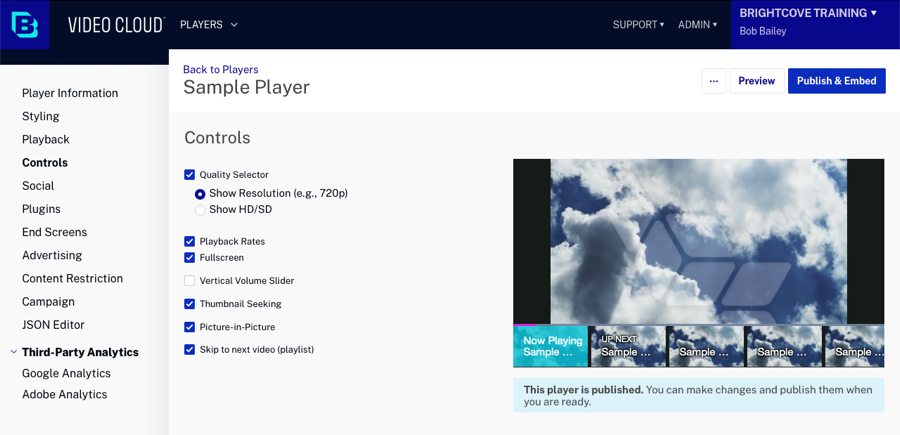 B VIDEO CLOUD PLAYERS SUPPORT ADMIN BRIGHTCOVE TRAINING
Bob Bailey
Back to Players
Sample Player
... Preview Publish & Embed
Player Information
Styling
Playback
Controls
Social
Plugins
End Screens
Advertising
Content Restriction
Campaign
JSON Editor
Third-Party Analytics
Google Analytics
Adobe Analytics
Controls
Quality Selector
Show Resolution (e.g., 720p)
Show HD/SD
Playback Rates
Fullscreen
Vertical Volume Slider
Thumbnail Seeking
Picture-in-Picture
Skip to next video (playlist)
Now Playing
Sample ...
UP NEXT
Sample ...
Sample ...
Sample ...
Sample ...
This player is published. You can make changes and publish them when
you are ready.